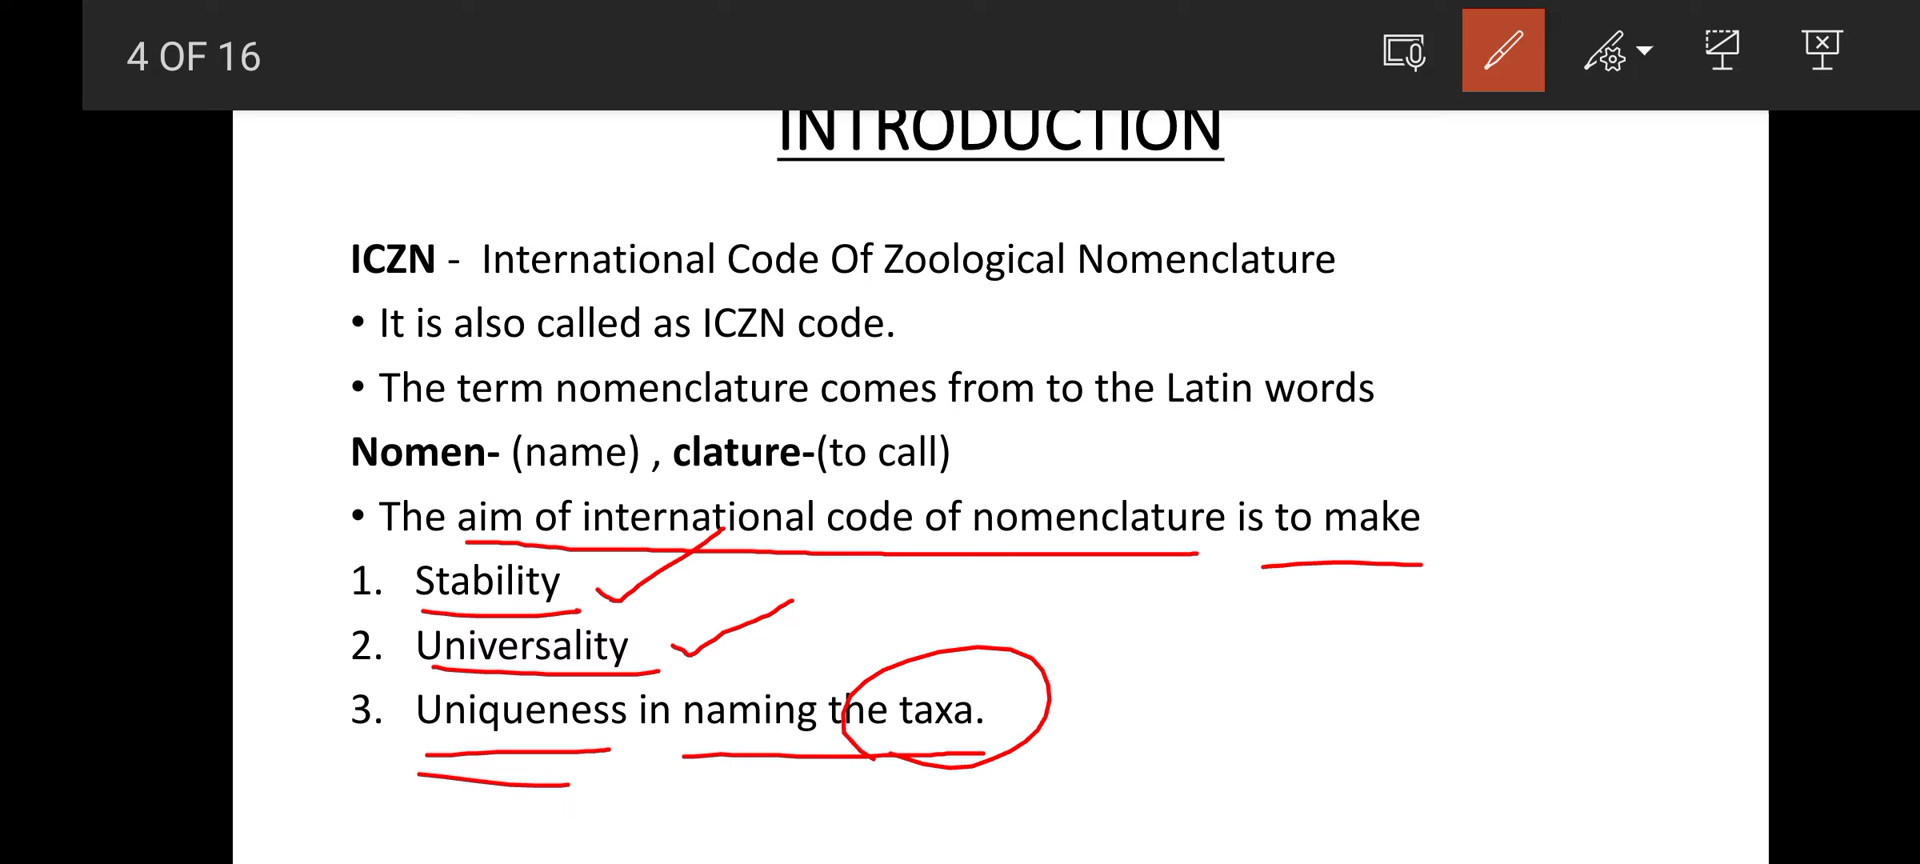 4 OF 16
INTRODUCTION
ICZN - International Code Of Zoological Nomenclature
• It is also called as ICZN code.
• The term nomenclature comes from to the Latin words
Nomen- (name) , clature-(to call)
• The aim of international code of nomenclature is to make
1. Stability
2. Universality
3. Uniqueness in naming the taxa.